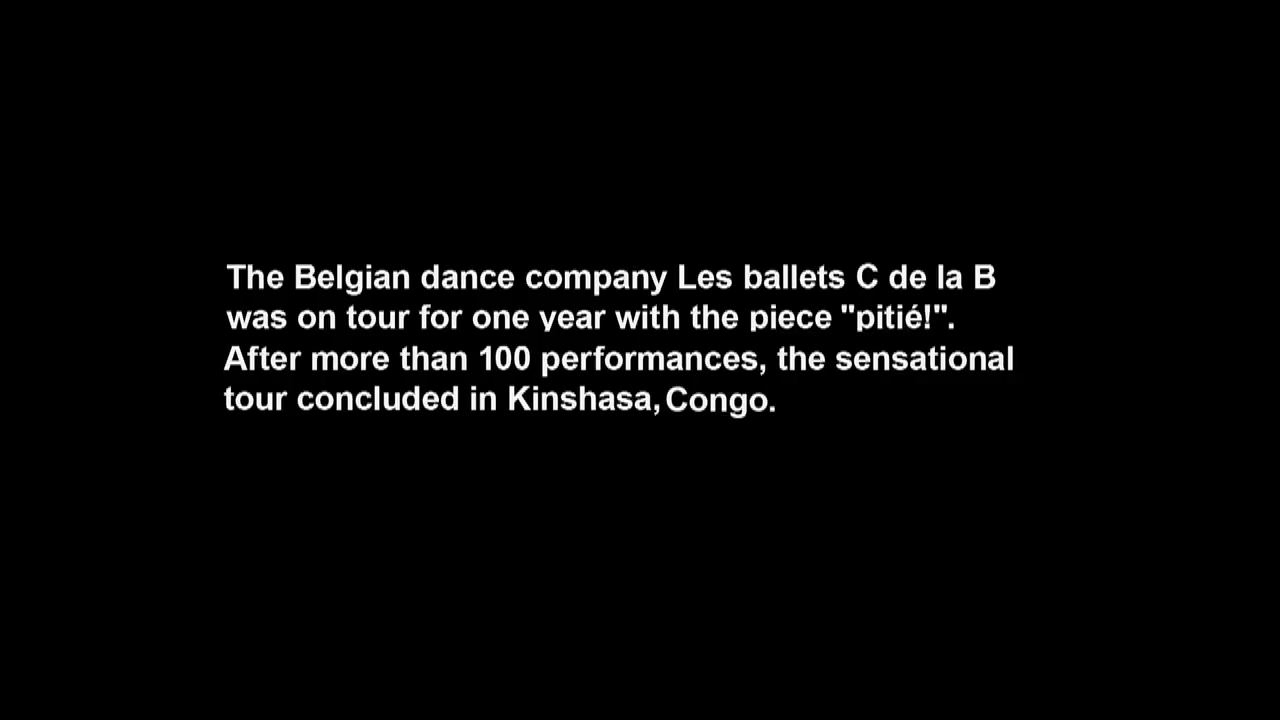 The Belgian dance company Les ballets C de la B
was on tour for one year with the piece "pitié!".
After more than 100 performances, the sensational
tour concluded in Kinshasa, Congo.